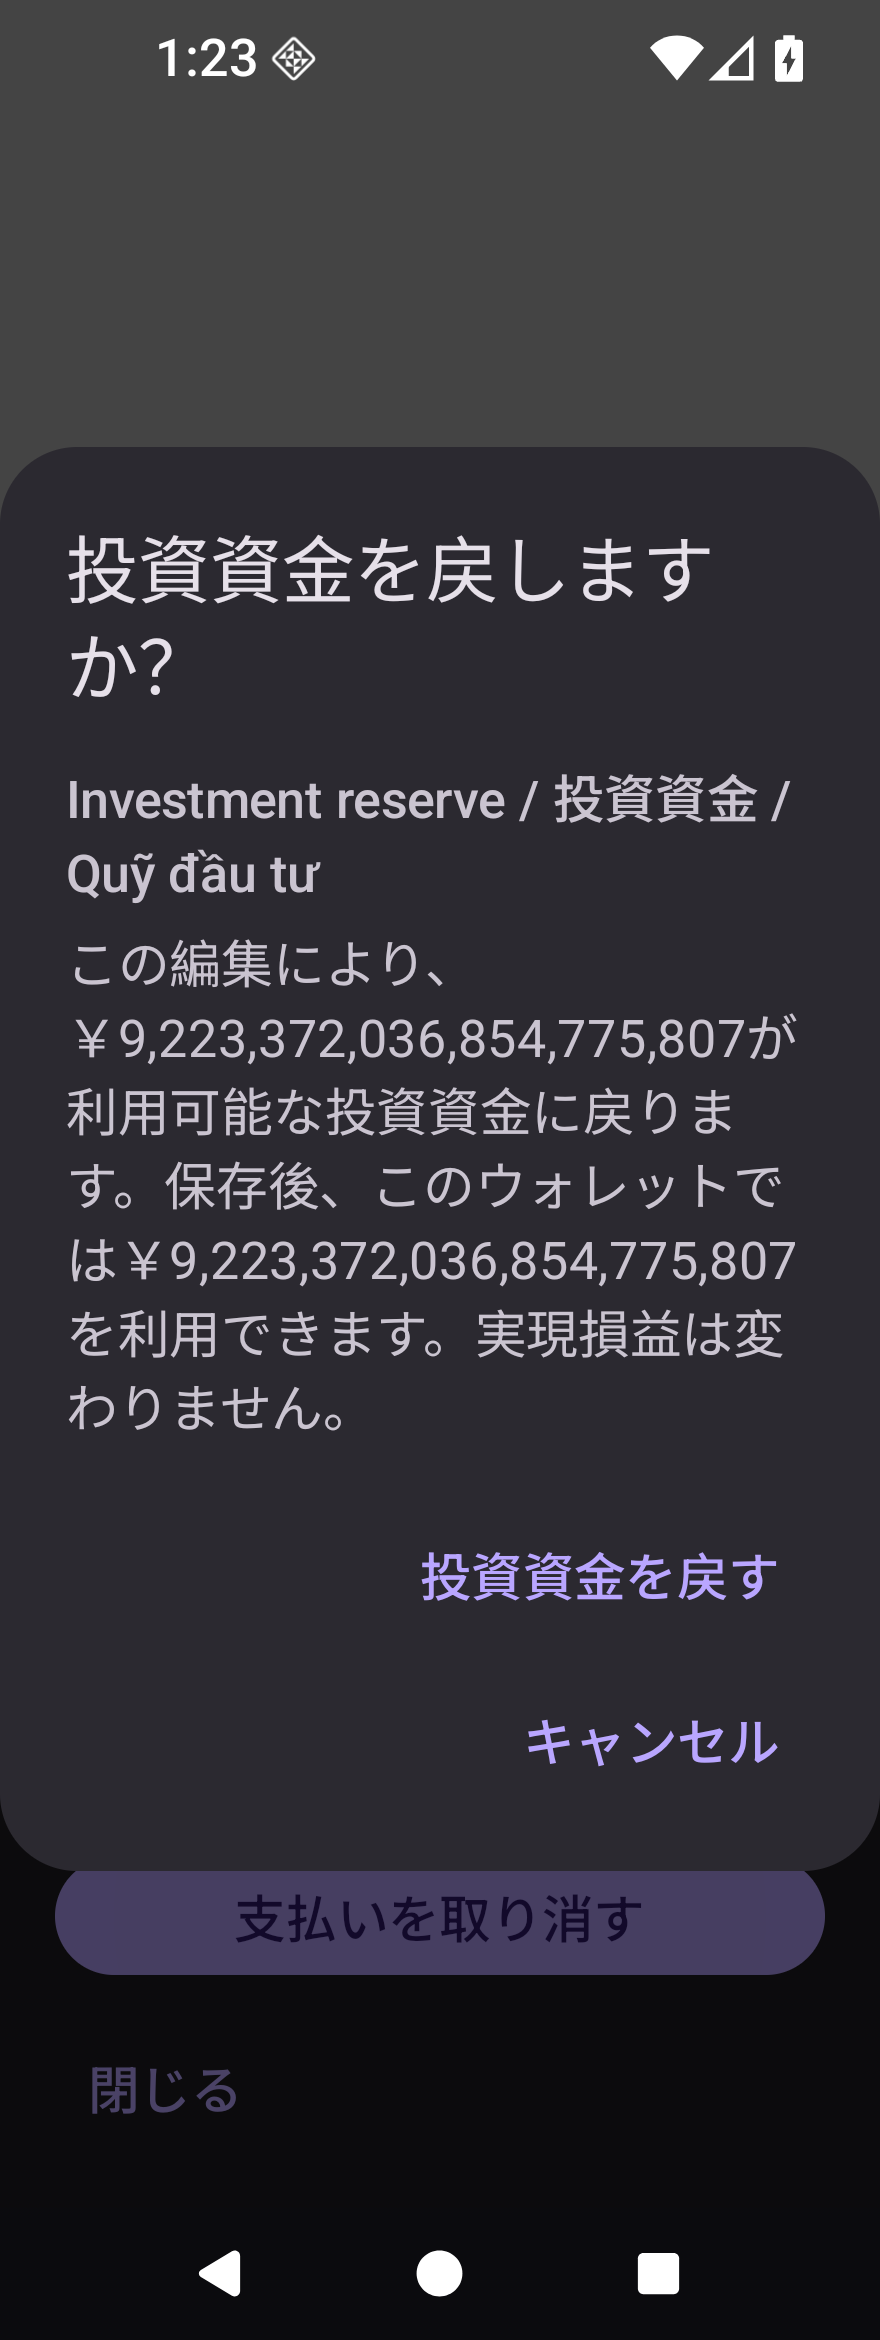 1:23
投資資金を戻します
か?
Investment reserve / 投資資金 /
Quỹ đầu tư
この編集により、
￥9,223,372,036,854,775,807が
利用可能な投資資金に戻りま
す。保存後、このウォレットで
は￥9,223,372,036,854,775,807
を利用できます。実現損益は変
わりません。
投資資金を戻す
キャンセル
支払いを取り消す
閉じる